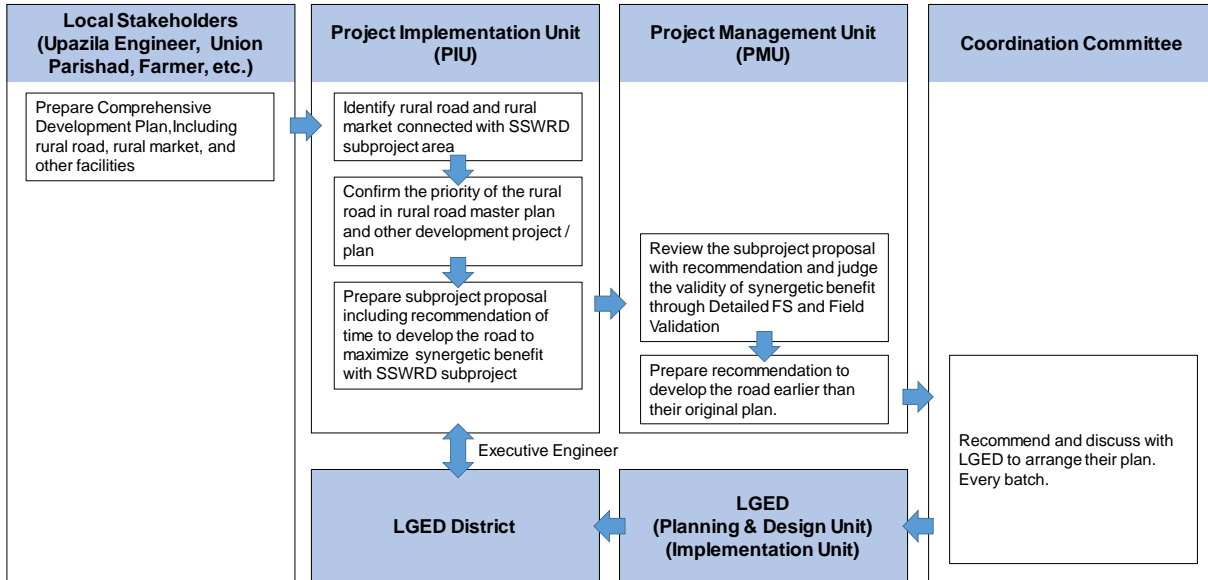 Local Stakeholders
(Upazila Engineer, Union
Parishad, Farmer, etc.)
Prepare Comprehensive
Development Plan,Including
rural road, rural market, and
other facilities
Project Implementation Unit
(PIU)
Identify rural road and rural
market connected with SSWRD
subproject area
Confirm the priority of the rural
road in rural road master plan
and other development project /
plan
Prepare subproject proposal
including recommendation of
time to develop the road to
maximize synergetic benefit
with SSWRD subproject
Project Management Unit
(PMU)
Review the subproject proposal
with recommendation and judge
the validity of synergetic benefit
through Detailed FS and Field
Validation
Prepare recommendation to
develop the road earlier than
their original plan.
Coordination Committee
Recommend and discuss with
LGED to arrange their plan.
Every batch.
Executive Engineer
LGED District
LGED
(Planning & Design Unit)
(Implementation Unit)